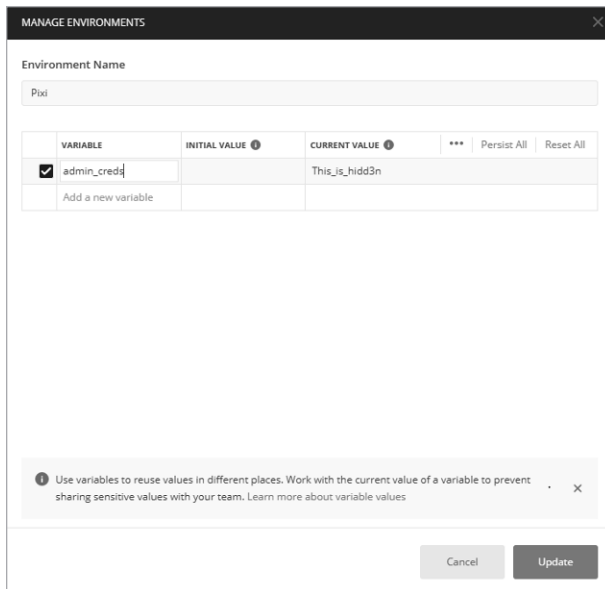 MANAGE ENVIRONMENTS
Environment Name
Pixi
VARIABLE INITIAL VALUE CURRENT VALUE ••• Persist All Reset All
admin_creds This_is_hidd3n
Add a new variable
Use variables to reuse values in different places. Work with the current value of a variable to prevent
sharing sensitive values with your team. Learn more about variable values
Cancel Update